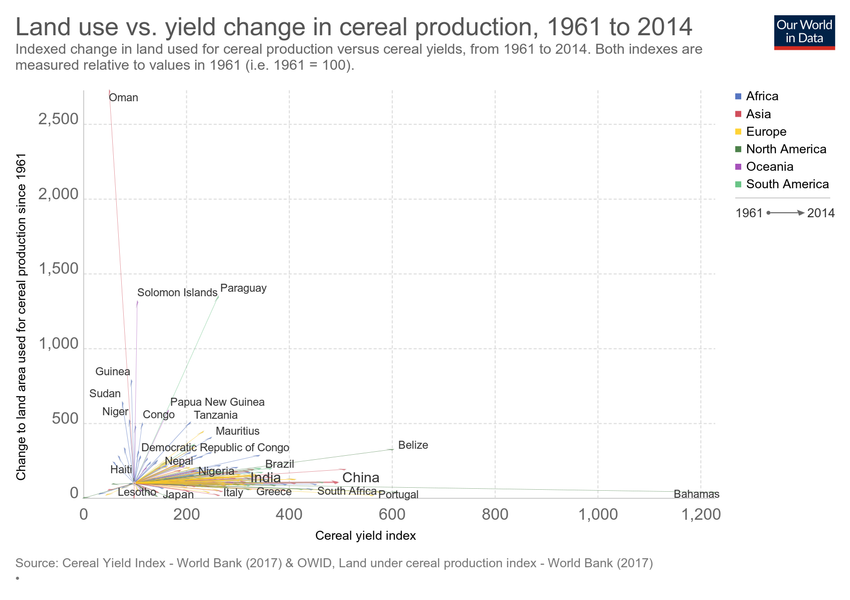 Land use vs. yield change in cereal production, 1961 to 2014
Indexed change in land used for cereal production versus cereal yields, from 1961 to 2014. Both indexes are
measured relative to values in 1961 (i.e. 1961 = 100).
Our World
in Data
Africa
Asia
Europe
North America
Oceania
South America
1961 2014
Change to land area used for cereal production since 1961
2,500
2,000
1,500
1,000
500
0
Oman
Solomon Islands
Paraguay
Guinea
Sudan
Papua New Guinea
Niger
Congo
Tanzania
Mauritius
Democratic Republic of Congo
Belize
Nepal
Haiti
Nigeria
Brazil
India
China
Lesotho
Japan
Italy
Greece
South Africa
Portugal
Bahamas
0
200
400
600
800
1,000
1,200
Cereal yield index
Source: Cereal Yield Index - World Bank (2017) & OWID, Land under cereal production index - World Bank (2017)
•